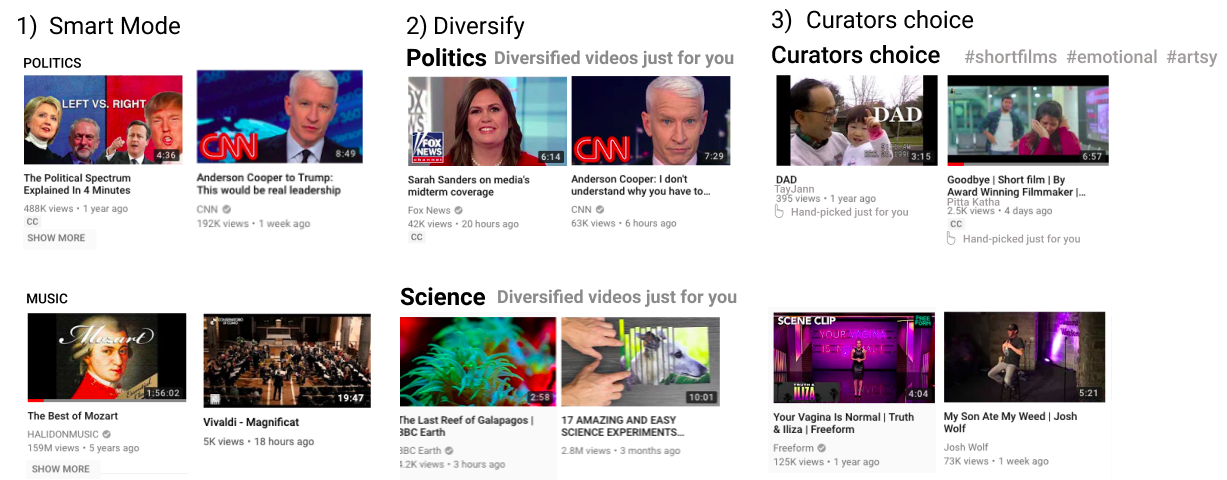 1) Smart Mode
POLITICS
LEFT VS. RIGHT
4:36
The Political Spectrum
Explained In 4 Minutes
488K views • 1 year ago
CC
SHOW MORE
CNN
8:49
Anderson Cooper to Trump:
This would be real leadership
CNN
192K views • 1 week ago
MUSIC
Mozart
1:56:02
The Best of Mozart
HALIDONMUSIC
159M views • 5 years ago
SHOW MORE
19:47
Vivaldi - Magnificat
5K views • 18 hours ago
2) Diversify
Politics Diversified videos just for you
FOX
NEWS
channel
6:14
Sarah Sanders on media's
midterm coverage
Fox News
42K views • 20 hours ago
CC
CNN
7:29
Anderson Cooper: I don't
understand why you have to...
CNN
63K views • 6 hours ago
Science Diversified videos just for you
2:58
The Last Reef of Galapagos |
BBC Earth
BBC Earth
4.2K views • 3 hours ago
10:01
17 AMAZING AND EASY
SCIENCE EXPERIMENTS...
2.8M views • 3 months ago
3) Curators choice
Curators choice #shortfilms #emotional #artsy
DAD
3:15
DAD
TayJann
395 views • 1 year ago
Hand-picked just for you
6:57
Goodbye | Short film | By
Award Winning Filmmaker |...
Pitta Katha
2.5K views • 4 days ago
CC
Hand-picked just for you
SCENE CLIP
FREE
FORM
YOUR VAGINA
IS NORMAL
TRUTH &
ILIZA
4:04
Your Vagina Is Normal | Truth
& Iliza | Freeform
Freeform
125K views • 1 year ago
5:21
My Son Ate My Weed | Josh
Wolf
Josh Wolf
73K views • 1 week ago